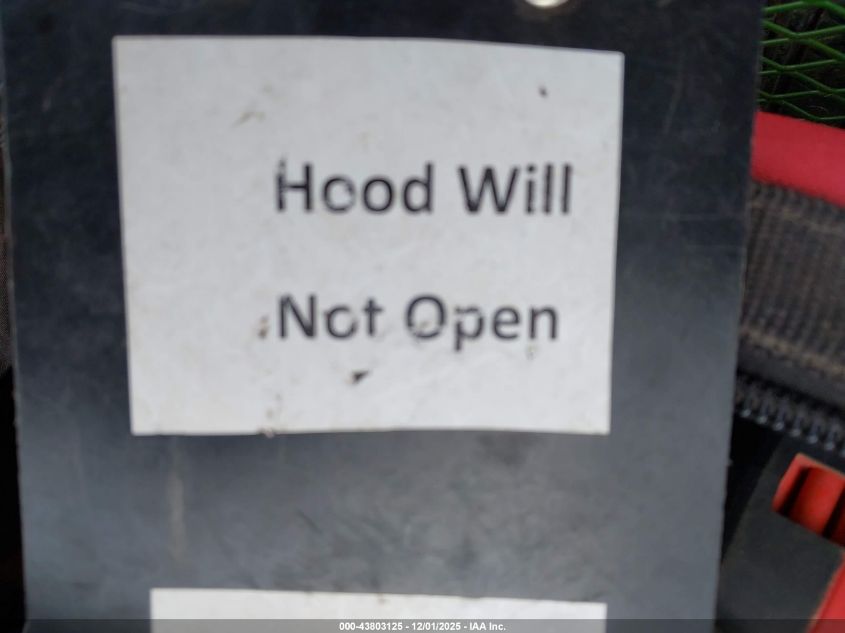 Hood Will
Not Open
000-43803125 - 12/01/2025 - IAA Inc.